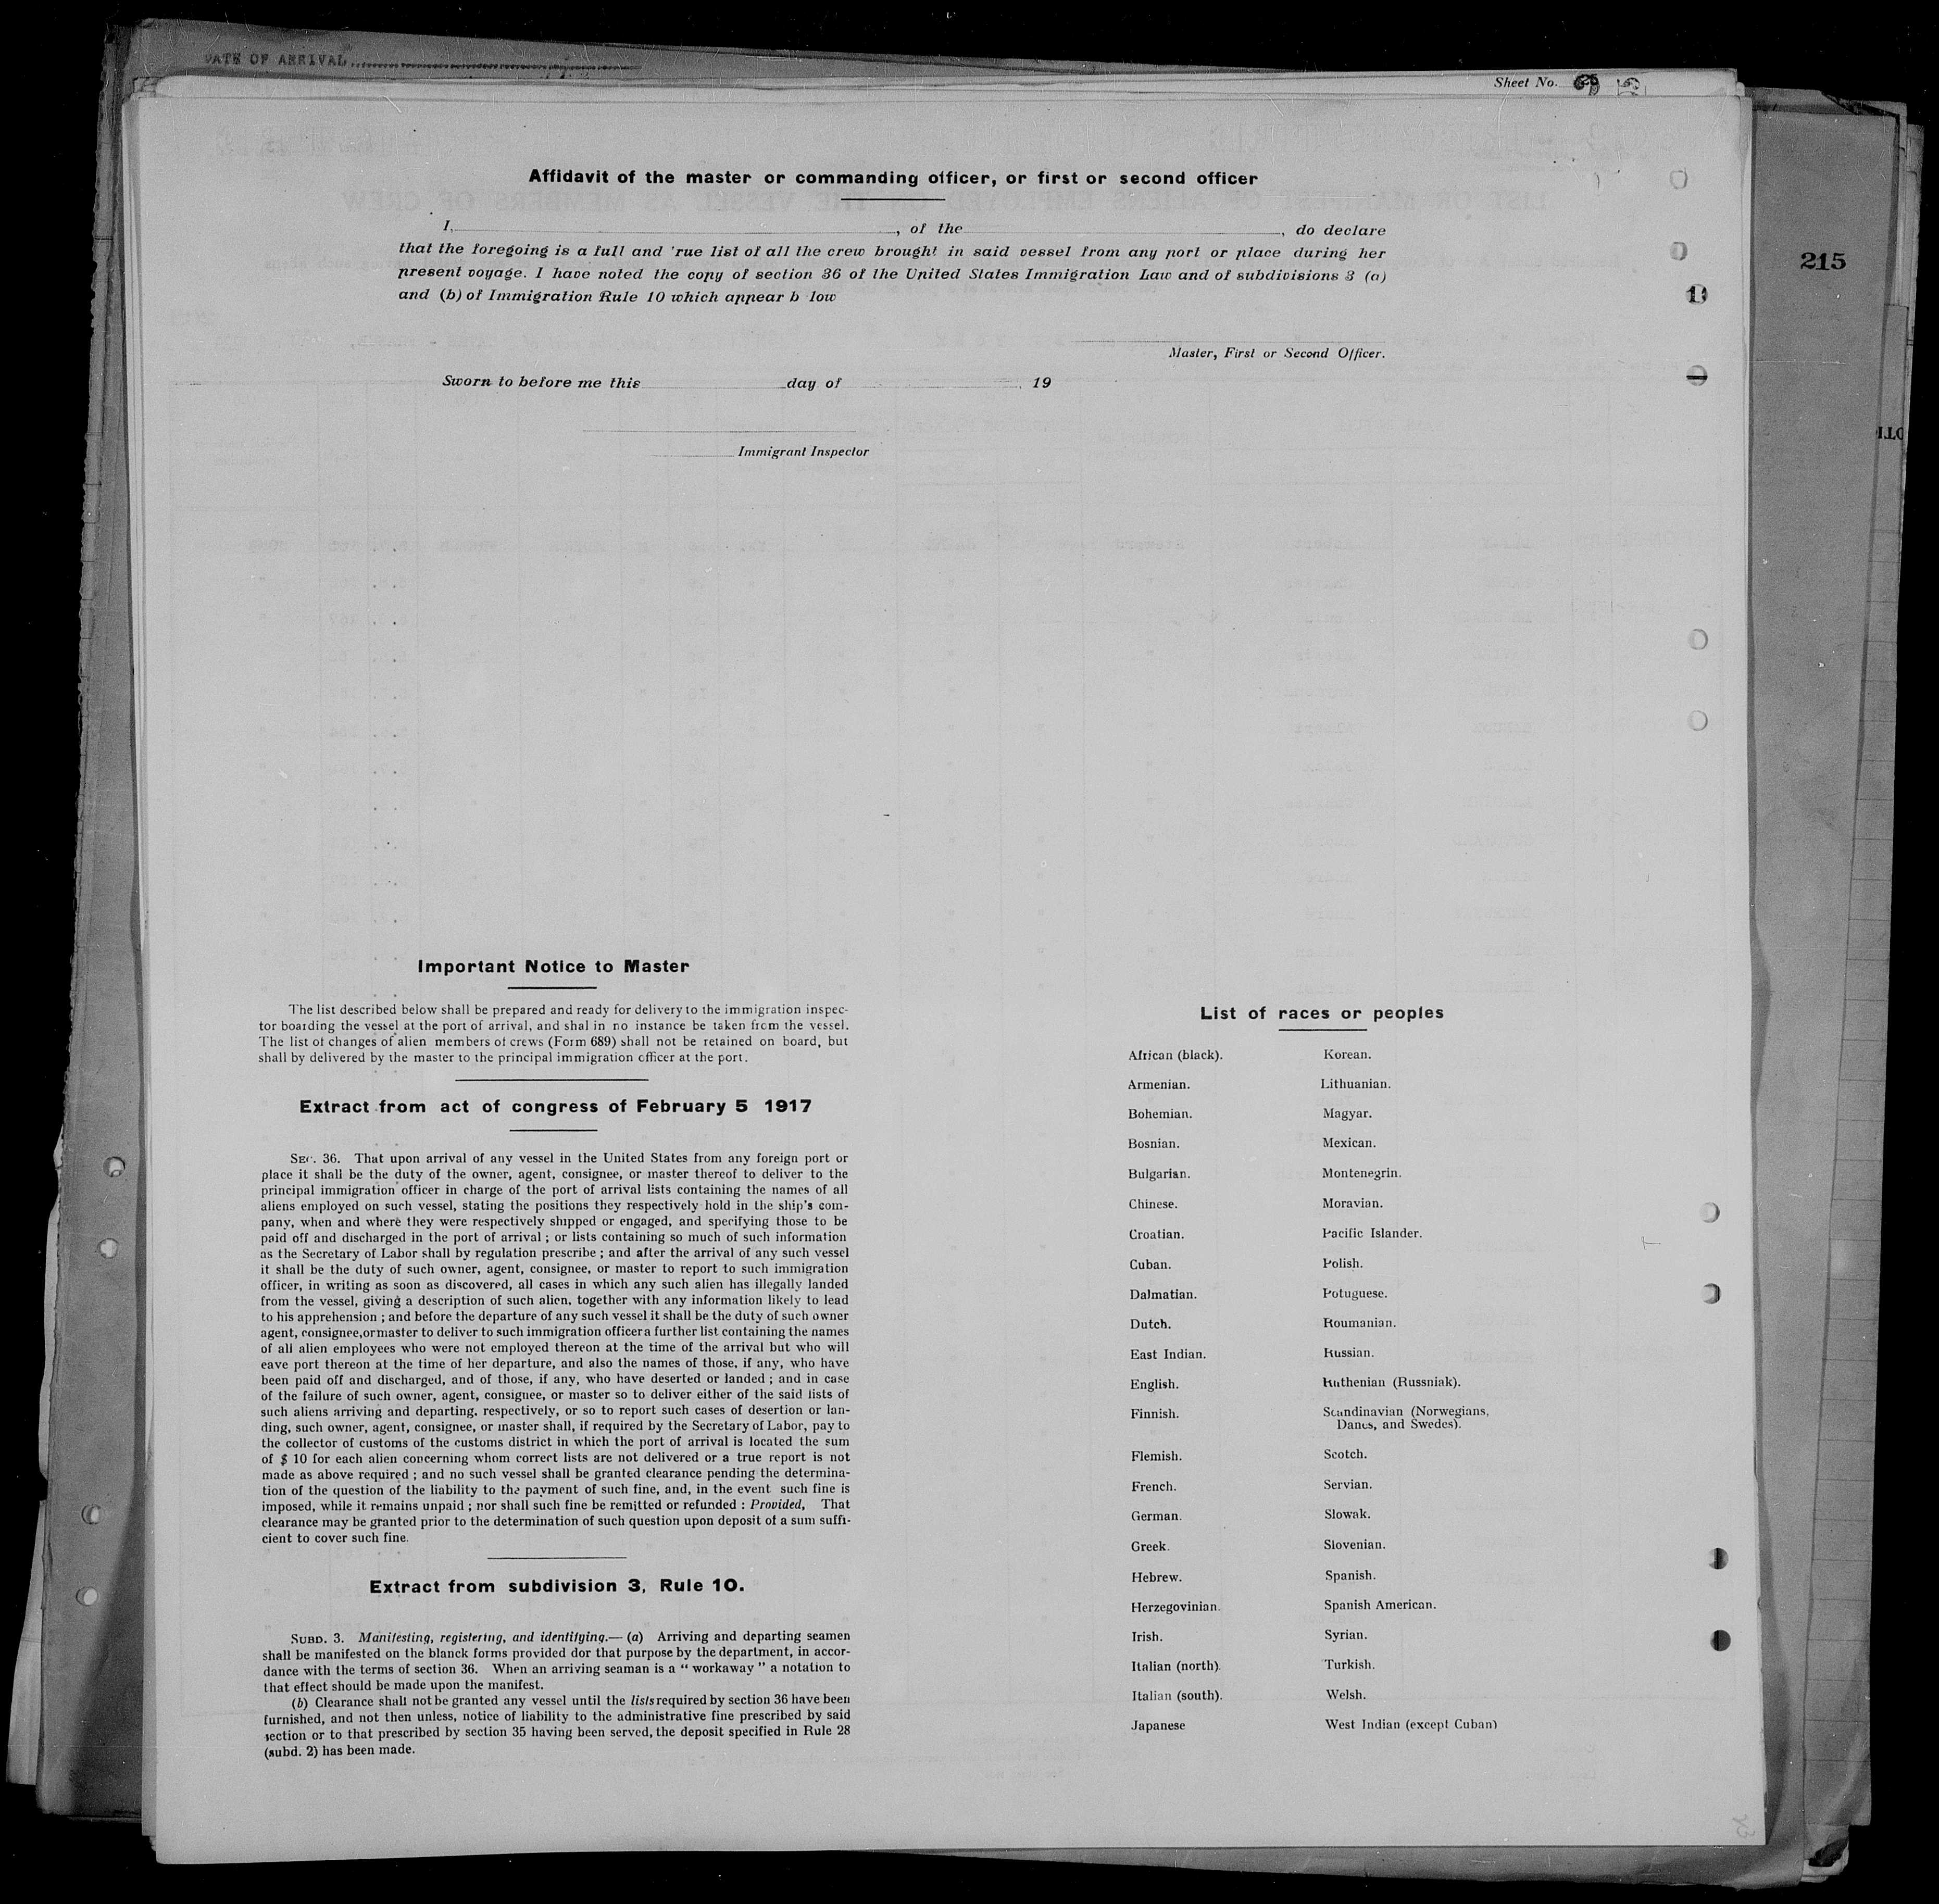 DATE OF ARRIVAL
Sheet No.
215
Affidavit of the master or commanding officer, or first or second officer
I, , of the , do declare
that the foregoing is a full and 'rue list of all the crew brought in said vessel from any port or place during her
present voyage. I have noted the copy of section 36 of the United States Immigration Law and of subdivisions 3 (a)
and (b) of Immigration Rule 10 which appear b low
Master, First or Second Officer.
Sworn to before me this day of 19
Immigrant Inspector
Important Notice to Master
The list described below shall be prepared and ready for delivery to the immigration inspec-
tor boarding the vessel at the port of arrival, and shal in no instance be taken from the vessel.
The list of changes of alien members of crews (Form 689) shall not be retained on board, but
shall by delivered by the master to the principal immigration officer at the port.
Extract from act of congress of February 5 1917
SEC. 36. That upon arrival of any vessel in the United States from any foreign port or
place it shall be the duty of the owner, agent, consignee, or master thereof to deliver to the
principal immigration officer in charge of the port of arrival lists containing the names of all
aliens employed on such vessel, stating the positions they respectively hold in the ship's com-
pany, when and where they were respectively shipped or engaged, and specifying those to be
paid off and discharged in the port of arrival ; or lists containing so much of such information
as the Secretary of Labor shall by regulation prescribe ; and after the arrival of any such vessel
it shall be the duty of such owner, agent, consignee, or master to report to such immigration
officer, in writing as soon as discovered, all cases in which any such alien has illegally landed
from the vessel, giving a description of such alien, together with any information likely to lead
to his apprehension ; and before the departure of any such vessel it shall be the duty of such owner
agent, consignee,ormaster to deliver to such immigration officera further list containing the names
of all alien employees who were not employed thereon at the time of the arrival but who will
eave port thereon at the time of her departure, and also the names of those, if any, who have
been paid off and discharged, and of those, if any, who have deserted or landed ; and in case
of the failure of such owner, agent, consignee, or master so to deliver either of the said lists of
such aliens arriving and departing, respectively, or so to report such cases of desertion or lan-
ding, such owner, agent, consignee, or master shall, if required by the Secretary of Labor, pay to
the collector of customs of the customs district in which the port of arrival is located the sum
of $ 10 for each alien concerning whom correct lists are not delivered or a true report is not
made as above required ; and no such vessel shall be granted clearance pending the determina-
tion of the question of the liability to the payment of such fine, and, in the event such fine is
imposed, while it remains unpaid ; nor shall such fine be remitted or refunded : Provided, That
clearance may be granted prior to the determination of such question upon deposit of a sum suffi-
cient to cover such fine.
Extract from subdivision 3, Rule 10.
SUBD. 3. Manifesting, registering, and identifying.— (a) Arriving and departing seamen
shall be manifested on the blanck forms provided dor that purpose by the department, in accor-
dance with the terms of section 36. When an arriving seaman is a “ workaway ” a notation to
that effect should be made upon the manifest.
(b) Clearance shall not be granted any vessel until the lists required by section 36 have been
furnished, and not then unless, notice of liability to the administrative fine prescribed by said
section or to that prescribed by section 35 having been served, the deposit specified in Rule 28
(subd. 2) has been made.
List of races or peoples
African (black).
Armenian.
Bohemian.
Bosnian.
Bulgarian.
Chinese.
Croatian.
Cuban.
Dalmatian.
Dutch.
East Indian.
English.
Finnish.
Flemish.
French.
German.
Greek.
Hebrew.
Herzegovinian.
Irish.
Italian (north)
Italian (south).
Japanese
Korean.
Lithuanian.
Magyar.
Mexican.
Montenegrin.
Moravian.
Pacific Islander.
Polish.
Potuguese.
Roumanian.
Russian.
Ruthenian (Russniak).
Scandinavian (Norwegians,
Danes, and Swedes).
Scotch.
Servian.
Slowak.
Slovenian.
Spanish.
Spanish American.
Syrian.
Turkish.
Welsh.
West Indian (except Cuban)